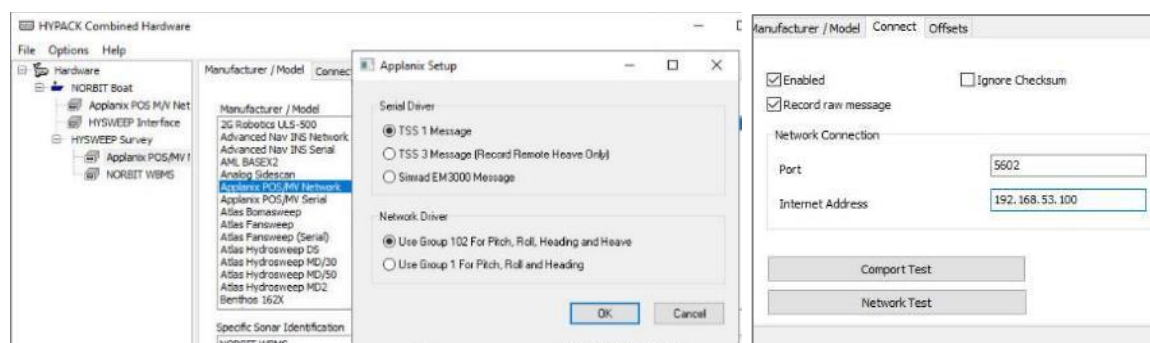 HYPACK Combined Hardware
File Options Help
Hardware
NORBIT Boat
Applanix POS M/V Net
HYSWEEP Interface
HYSWEEP Survey
Applanix POS/MV
NORBIT WBMS
Manufacturer / Model Connec
Manufacturer / Model
2G Robotics ULS-500
Advanced Nav INS Network
Advanced Nav INS Serial
AML BASEX2
Analog Sidescan
Applanix POS/MV Network
Applanix POS/MV Serial
Atlas Bomasweep
Atlas Fansweep
Atlas Fansweep (Serial)
Atlas Hydrosweep DS
Atlas Hydrosweep MD/30
Atlas Hydrosweep MD/50
Atlas Hydrosweep MD2
Benthos 162X
Specific Sonar Identification
NORBIT WBMS
Applanix Setup
Serial Driver
TSS 1 Message
TSS 3 Message (Record Remote Heave Only)
Simrad EM3000 Message
Network Driver
Use Group 102 For Pitch, Roll, Heading and Heave
Use Group 1 For Pitch, Roll and Heading
OK Cancel
Manufacturer / Model Connect Offsets
Enabled Ignore Checksum
Record raw message
Network Connection
Port 5602
Internet Address 192.168.53.100
Comport Test
Network Test